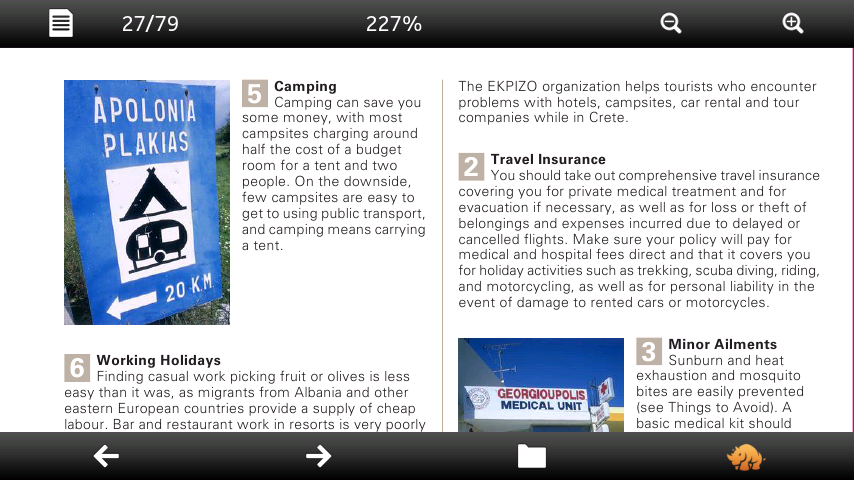 27/79
227%
APOLONIA
PLAKIAS
20 K.M.
5 Camping
Camping can save you
some money, with most
campsites charging around
half the cost of a budget
room for a tent and two
people. On the downside,
few campsites are easy to
get to using public transport,
and camping means carrying
a tent.
6 Working Holidays
Finding casual work picking fruit or olives is less
easy than it was, as migrants from Albania and other
eastern European countries provide a supply of cheap
labour. Bar and restaurant work in resorts is very poorly
The EKPIZO organization helps tourists who encounter
problems with hotels, campsites, car rental and tour
companies while in Crete.
2 Travel Insurance
You should take out comprehensive travel insurance
covering you for private medical treatment and for
evacuation if necessary, as well as for loss or theft of
belongings and expenses incurred due to delayed or
cancelled flights. Make sure your policy will pay for
medical and hospital fees direct and that it covers you
for holiday activities such as trekking, scuba diving, riding,
and motorcycling, as well as for personal liability in the
event of damage to rented cars or motorcycles.
GEORGIOUPOLIS
MEDICAL UNIT
3 Minor Ailments
Sunburn and heat
exhaustion and mosquito
bites are easily prevented
(see Things to Avoid). A
basic medical kit should